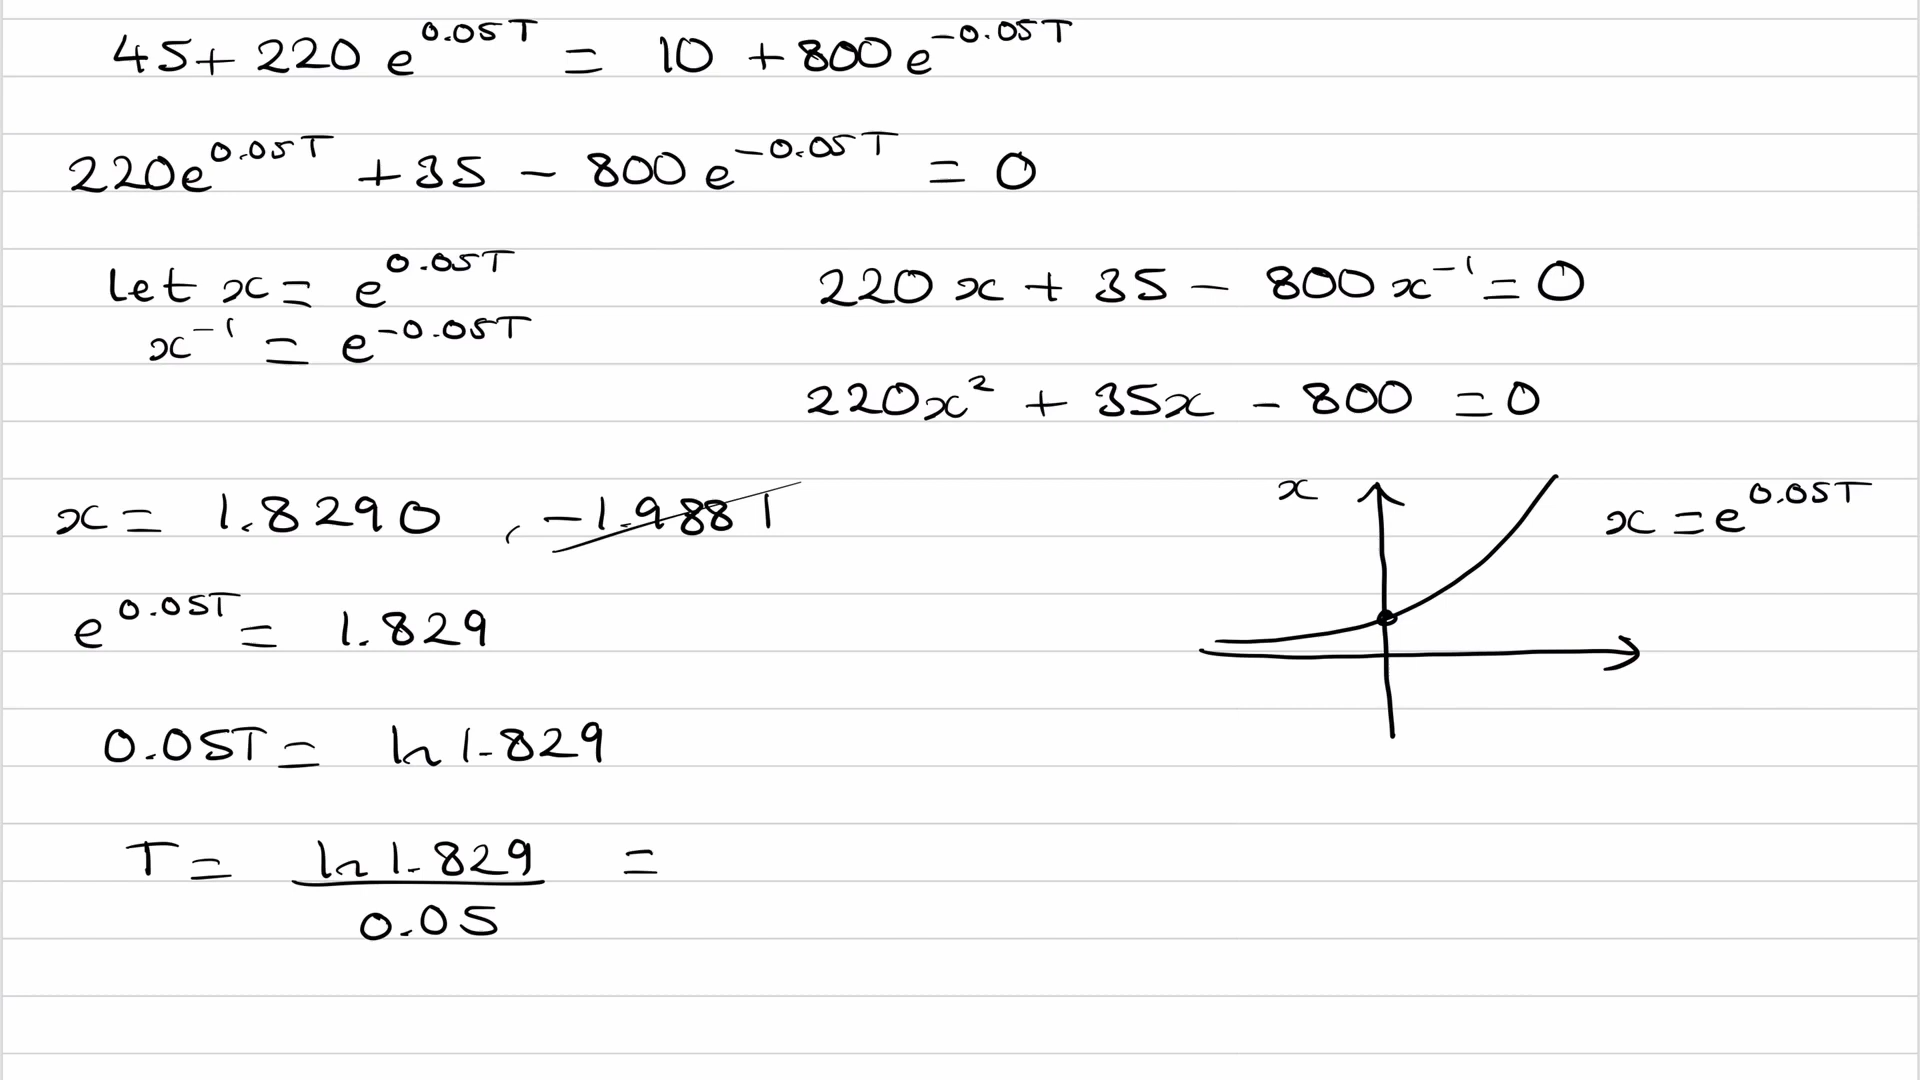 45 + 220 e^{0.05T} = 10 + 800 e^{-0.05T}
220e^{0.05T} + 35 - 800 e^{-0.05T} = 0
let x = e^{0.05T}
x^{-1} = e^{-0.05T}
220 x + 35 - 800 x^{-1} = 0
220x² + 35x - 800 = 0
x = 1.8290 , -1.9881
x
x = e^{0.05T}
e^{0.05T} = 1.829
0.05T = ln 1.829
T = ln 1.829 / 0.05 =